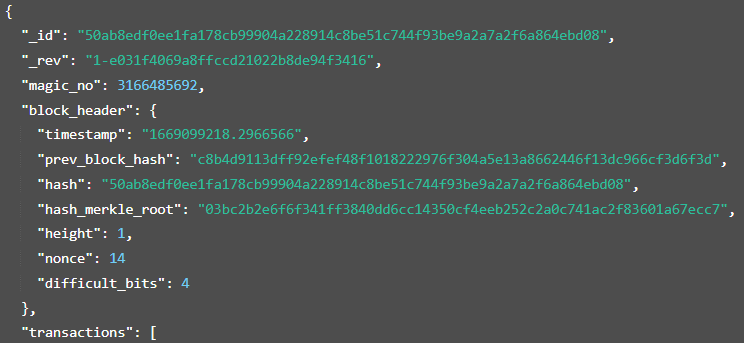 {
"_id": "50ab8edf0ee1fa178cb99904a228914c8be51c744f93be9a2a7a2f6a864ebd08",
"_rev": "1-e031f4069a8ffccd21022b8de94f3416",
"magic_no": 3166485692,
"block_header": {
"timestamp": "1669099218.2966566",
"prev_block_hash": "c8b4d9113dff92efef48f1018222976f304a5e13a8662446f13dc966cf3d6f3d",
"hash": "50ab8edf0ee1fa178cb99904a228914c8be51c744f93be9a2a7a2f6a864ebd08",
"hash_merkle_root": "03bc2b2e6f6f341ff3840dd6cc14350cf4eeb252c2a0c741ac2f83601a67ecc7",
"height": 1,
"nonce": 14
"difficult_bits": 4
},
"transactions": [